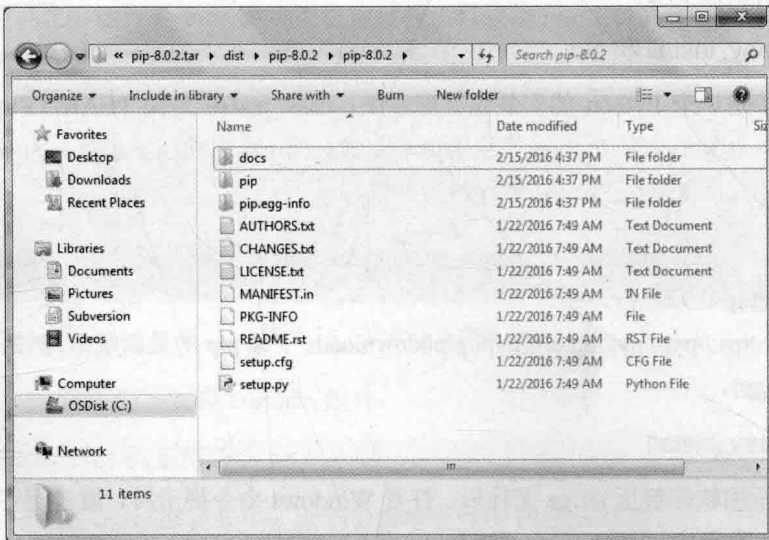 « pip-8.0.2.tar ▸ dist ▸ pip-8.0.2 ▸ pip-8.0.2 ▸
Search pip-8.0.2
Organize ▾ Include in library ▾ Share with ▾ Burn New folder
Name Date modified Type
Favorites
Desktop
Downloads
Recent Places
Libraries
Documents
Pictures
Subversion
Videos
Computer
OSDisk (C:)
Network
docs 2/15/2016 4:37 PM File folder
pip 2/15/2016 4:37 PM File folder
pip.egg-info 2/15/2016 4:37 PM File folder
AUTHORS.txt 1/22/2016 7:49 AM Text Document
CHANGES.txt 1/22/2016 7:49 AM Text Document
LICENSE.txt 1/22/2016 7:49 AM Text Document
MANIFEST.in 1/22/2016 7:49 AM IN File
PKG-INFO 1/22/2016 7:49 AM File
README.rst 1/22/2016 7:49 AM RST File
setup.cfg 1/22/2016 7:49 AM CFG File
setup.py 1/22/2016 7:49 AM Python File
11 items